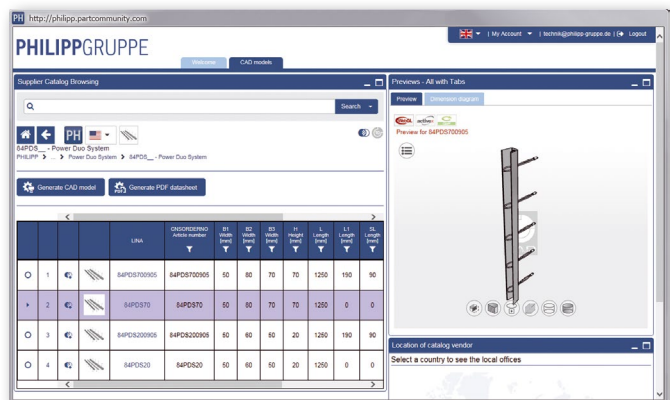 PH http://philipp.partcommunity.com
PHILIPPGRUPPE
| My Account | technik@philipp-gruppe.de | Logout
Welcome
CAD models
Supplier Catalog Browsing
Search
PH
84PDS__ - Power Duo System
PHILIPP > ... > Power Duo System > 84PDS__ - Power Duo System
Generate CAD model
Generate PDF datasheet
LINA
GNSORDERNO Article number
B1 Width [mm]
B2 Width [mm]
B3 Width [mm]
H Height [mm]
L Length [mm]
L1 Length [mm]
SL Length [mm]
1 84PDS700905 84PDS700905 50 80 70 70 1250 190 90
2 84PDS70 84PDS70 50 80 70 70 1250 0 0
3 84PDS200905 84PDS200905 50 60 50 20 1250 190 90
4 84PDS20 84PDS20 50 60 50 20 1250 0 0
Previews - All with Tabs
Preview
Dimension diagram
Preview for 84PDS700905
Location of catalog vendor
Select a country to see the local offices